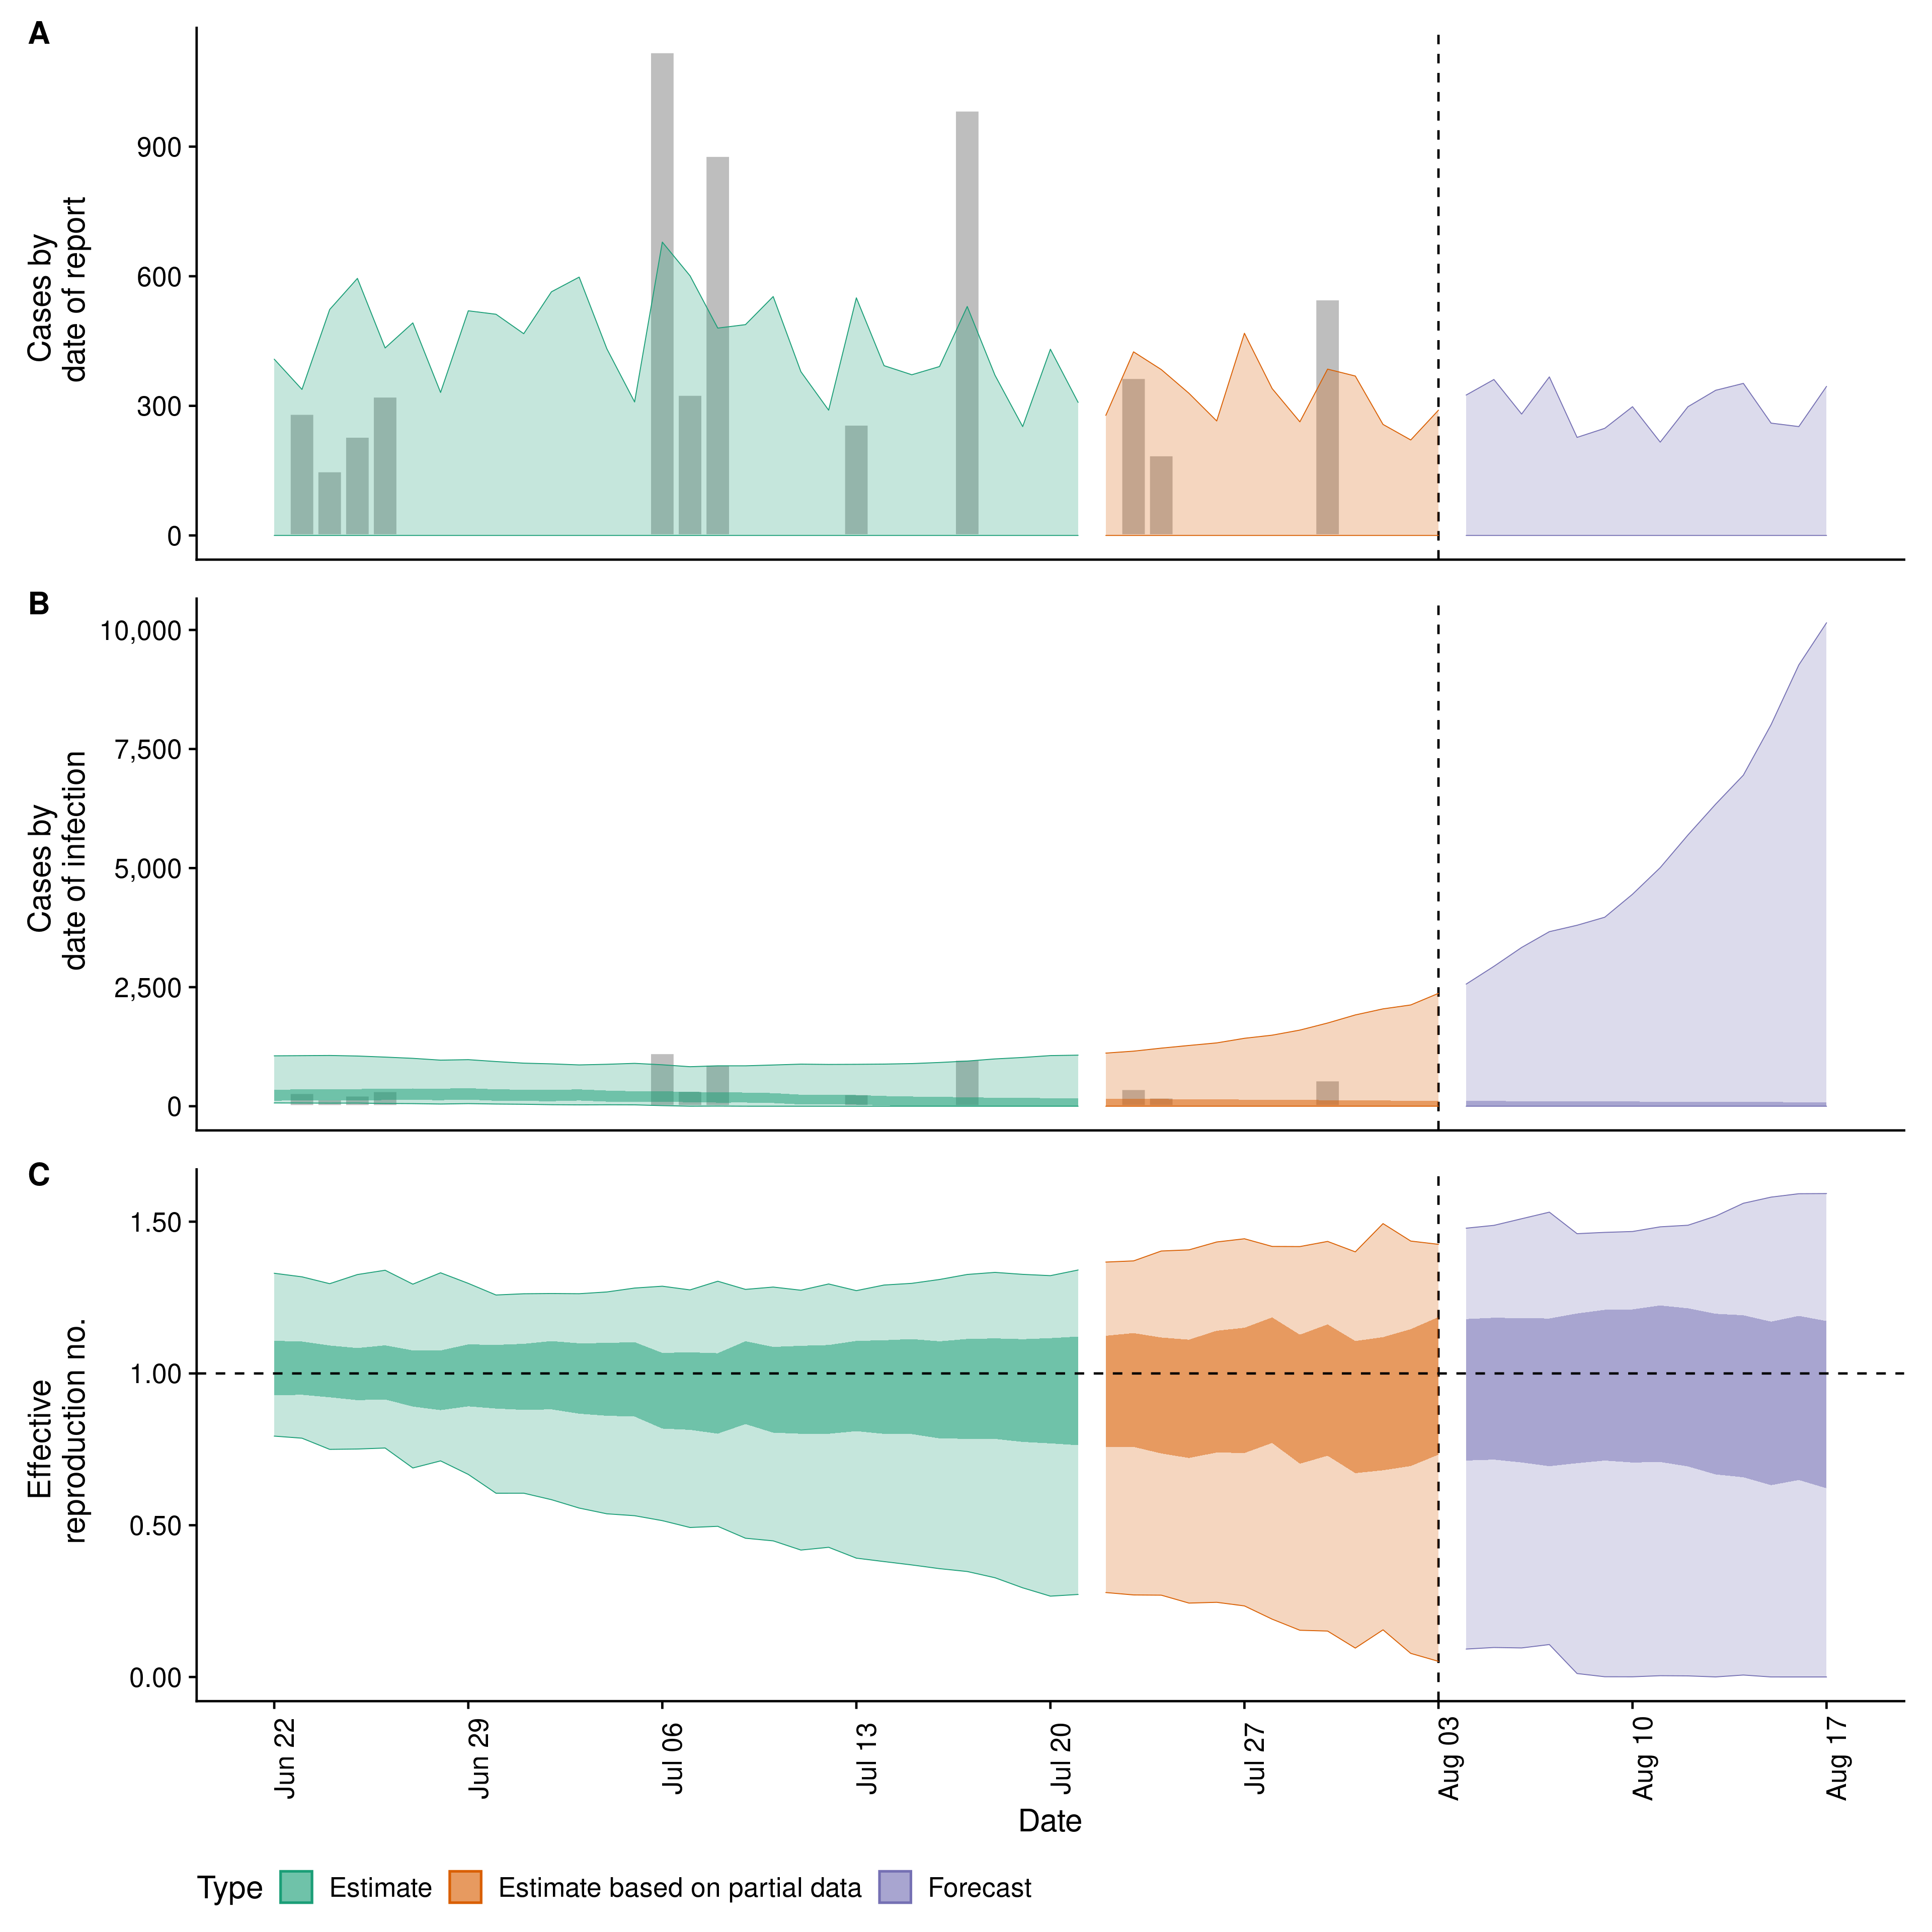 A
Cases by
date of report
900
600
300
0
B
Cases by
date of infection
10,000
7,500
5,000
2,500
0
C
Effective
reproduction no.
1.50
1.00
0.50
0.00
Jun 22
Jun 29
Jul 06
Jul 13
Jul 20
Jul 27
Aug 03
Aug 10
Aug 17
Date
Type Estimate Estimate based on partial data Forecast